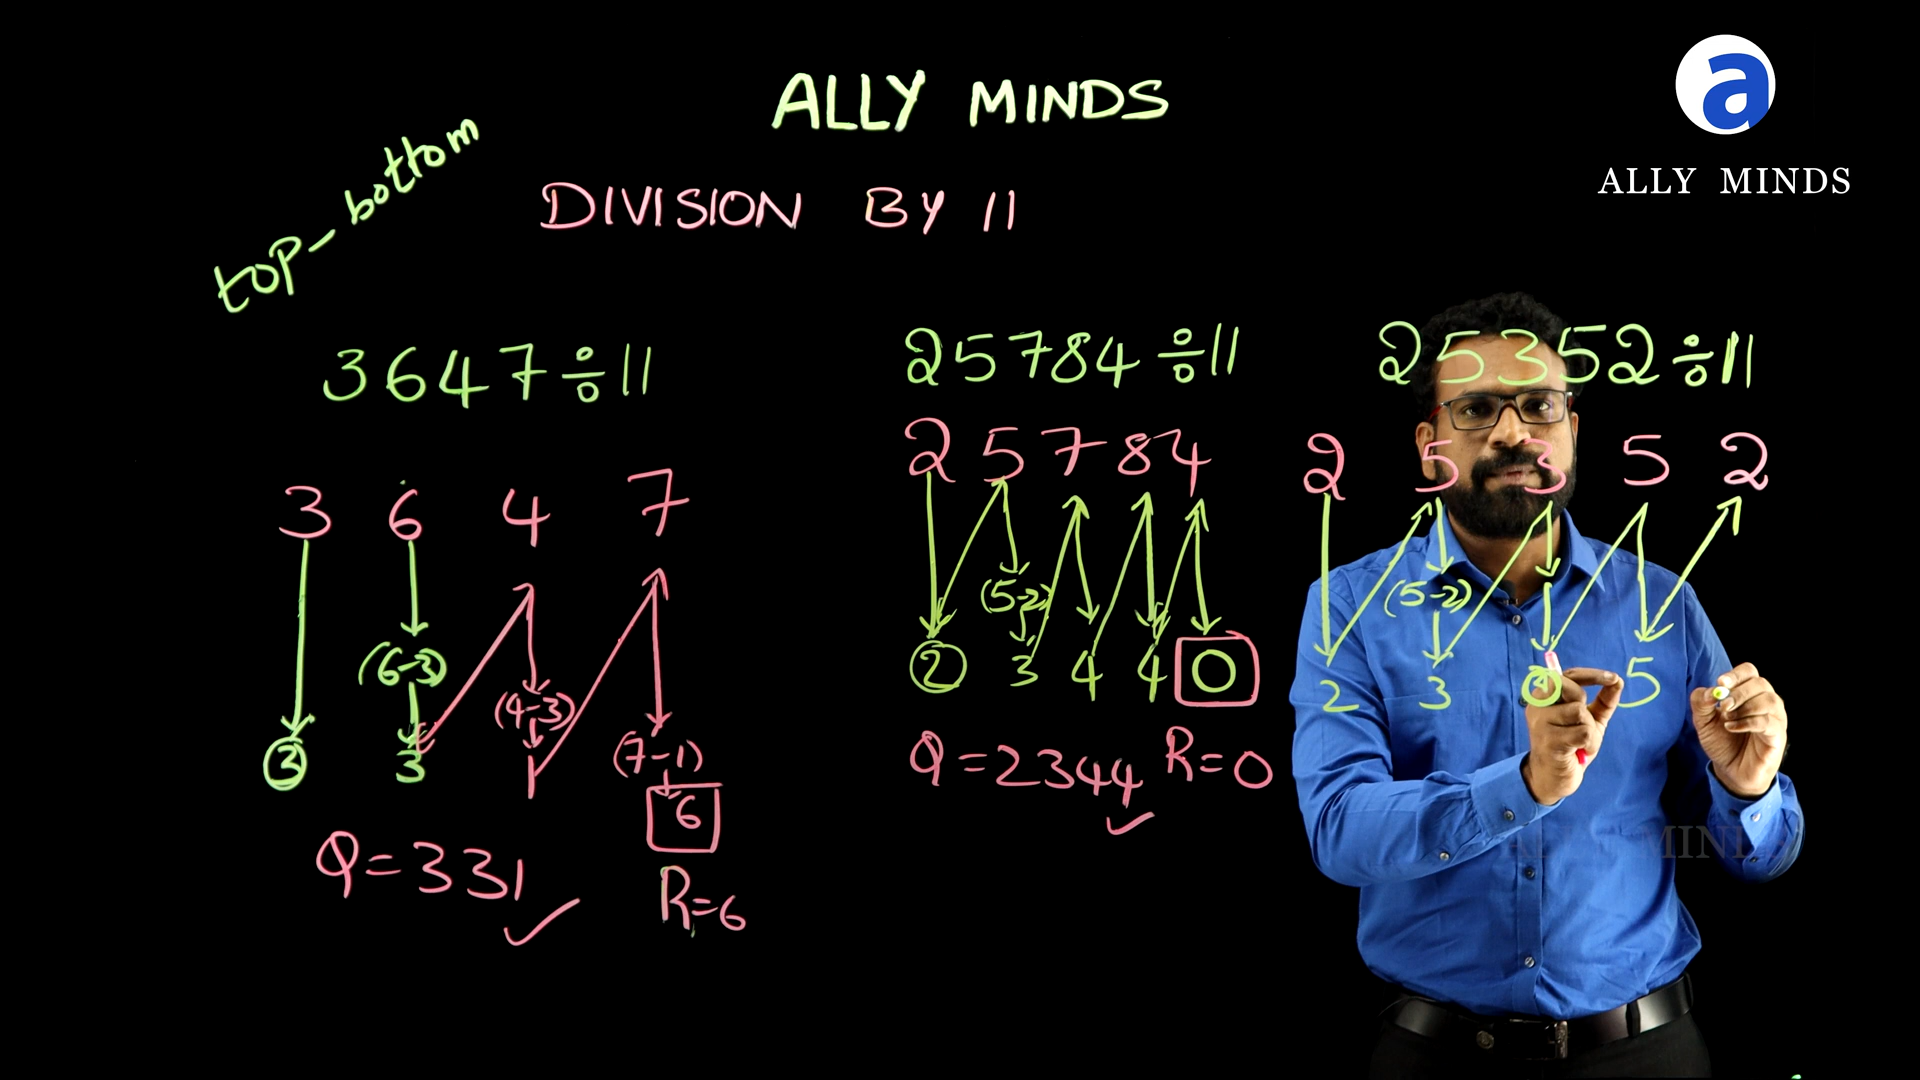 ALLY MINDS
a
ALLY MINDS
top-bottom
DIVISION BY 11
3647÷11
25784÷11
25352÷11
3 6 4 7
2 5 7 8 4
2 5 3 5 2
(6-3)
(4-3)
(7-1)
3 3 1 6
Q=331
R=6
(5-2)
2 3 4 4 0
Q=2344 R=0
(5-2)
2 3 5
ALLY MINDS